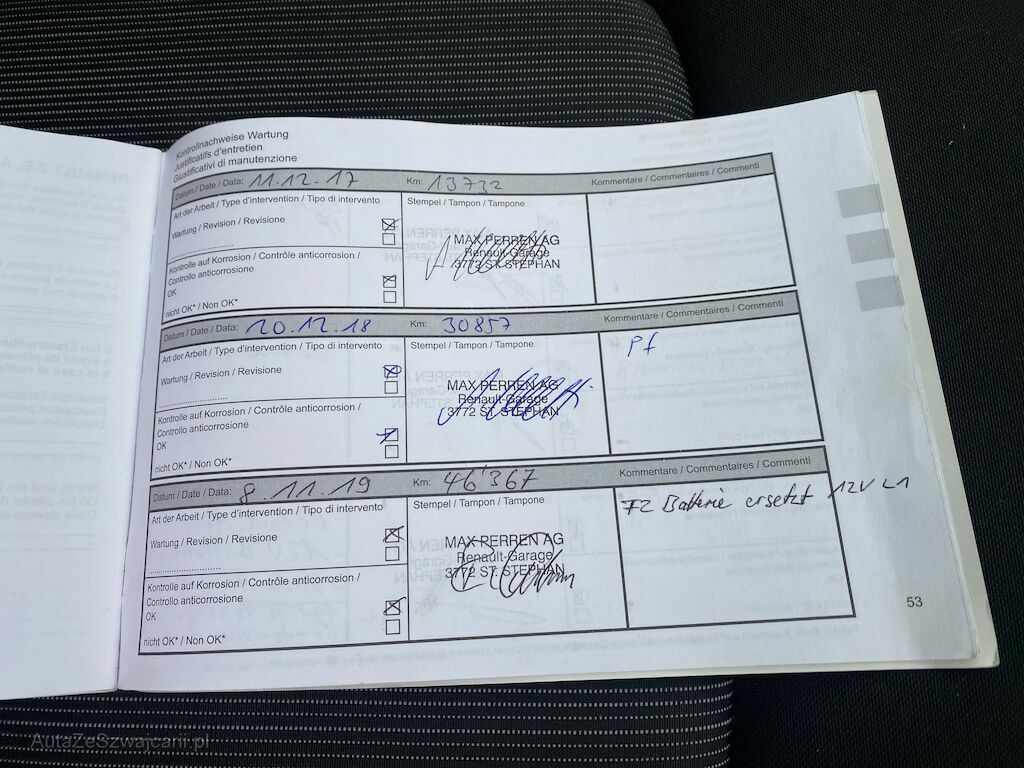 Kontrollnachweise Wartung
Justificatifs d'entretien
Giustificativi di manutenzione
Datum / Date / Data: 11.12.17 Km: 13732 Kommentare / Commentaires / Commenti
Art der Arbeit / Type d'intervention / Tipo di intervento Stempel / Tampon / Tampone
Wartung / Revision / Revisione
MAX PERREN AG
Renault-Garage
3772 ST. STEPHAN
Kontrolle auf Korrosion / Contrôle anticorrosion /
Controllo anticorrosione
OK
nicht OK* / Non OK*
Datum / Date / Data: 20.12.18 Km: 30857 Kommentare / Commentaires / Commenti
Art der Arbeit / Type d'intervention / Tipo di intervento Stempel / Tampon / Tampone
Pf
Wartung / Revision / Revisione
MAX PERREN AG
Renault-Garage
3772 ST. STEPHAN
Kontrolle auf Korrosion / Contrôle anticorrosion /
Controllo anticorrosione
OK
nicht OK* / Non OK*
Datum / Date / Data: 8.11.19 Km: 46'367 Kommentare / Commentaires / Commenti
Art der Arbeit / Type d'intervention / Tipo di intervento Stempel / Tampon / Tampone
FZ Batterie ersetzt 12V L1
Wartung / Revision / Revisione
MAX PERREN AG
Renault-Garage
3772 ST. STEPHAN
Kontrolle auf Korrosion / Contrôle anticorrosion /
Controllo anticorrosione
OK
nicht OK* / Non OK*
53
AutaZeSzwajcarii.pl